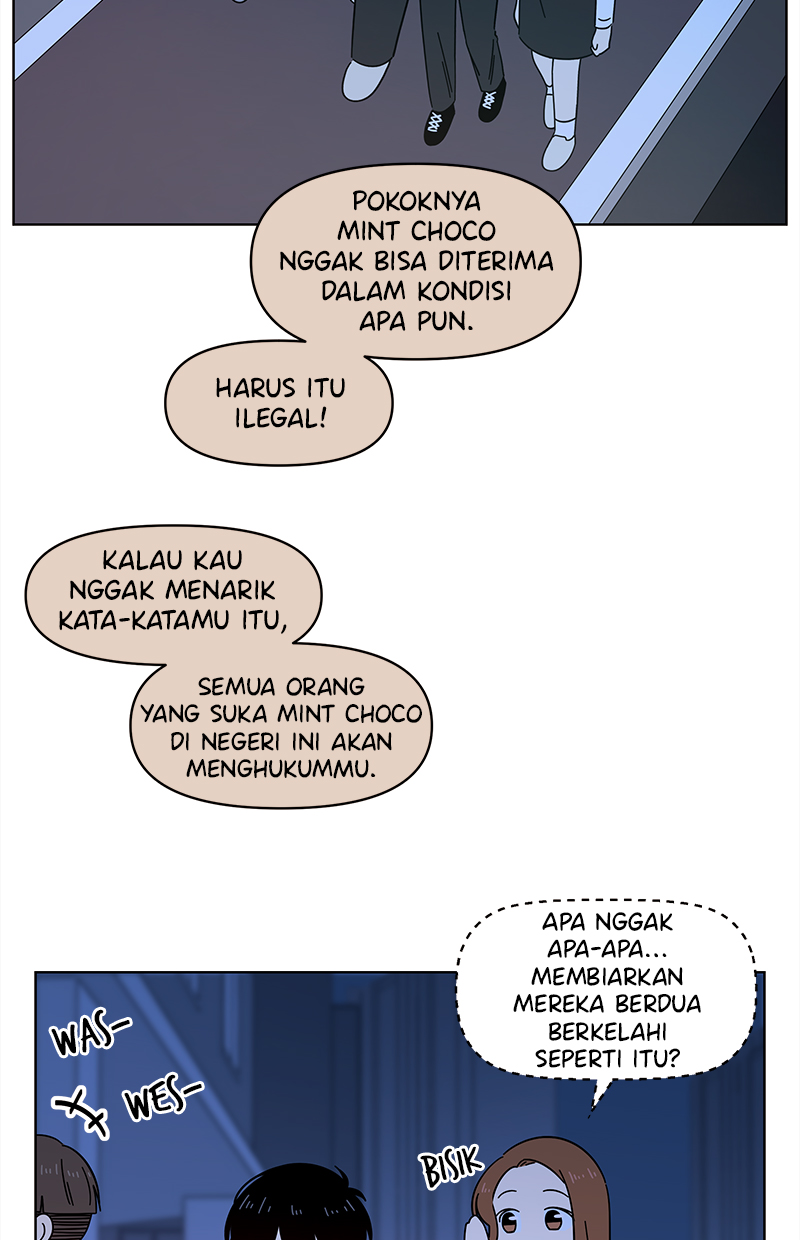 POKOKNYA
MINT CHOCO
NGGAK BISA DITERIMA
DALAM KONDISI
APA PUN.
HARUS ITU
ILEGAL!
KALAU KAU
NGGAK MENARIK
KATA-KATAMU ITU,
SEMUA ORANG
YANG SUKA MINT CHOCO
DI NEGERI INI AKAN
MENGHUKUMMU.
APA NGGAK
APA-APA...
MEMBIARKAN
MEREKA BERDUA
BERKELAHI
SEPERTI ITU?
WAS-
WES-
BISIK